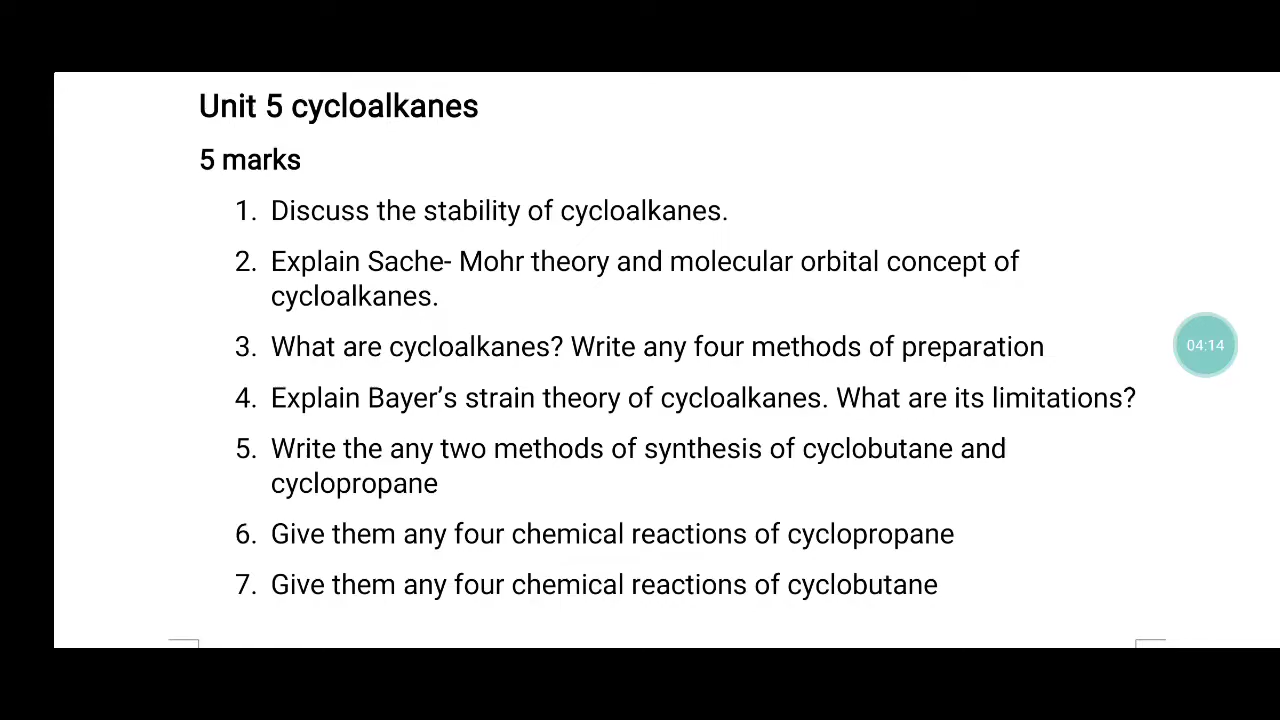 Unit 5 cycloalkanes
5 marks
1. Discuss the stability of cycloalkanes.
2. Explain Sache- Mohr theory and molecular orbital concept of
cycloalkanes.
3. What are cycloalkanes? Write any four methods of preparation
04:14
4. Explain Bayer’s strain theory of cycloalkanes. What are its limitations?
5. Write the any two methods of synthesis of cyclobutane and
cyclopropane
6. Give them any four chemical reactions of cyclopropane
7. Give them any four chemical reactions of cyclobutane